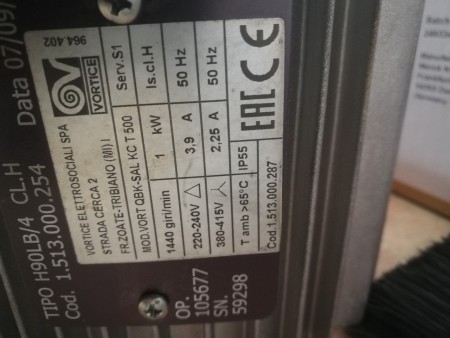 TIPO H90LB/4 CL.H Data 07/09/
Cod. 1.513.000.254 964.402
VORTICE ELETTROSOCIALI SPA
STRADA CERCA 2
FR.ZOATE-TRIBIANO (MI) I
VORTICE
MOD.VORT QBK-SAL KC T 500 Serv.S1
1440 giri/min 1 kW Is.cl.H
220-240V △ 3,9 A 50 Hz
380-415V 2,25 A 50 Hz
T amb >65°C IP55
Cod.1.513.000.287 EAC CE
OP.
105677
SN.
59298
Germany